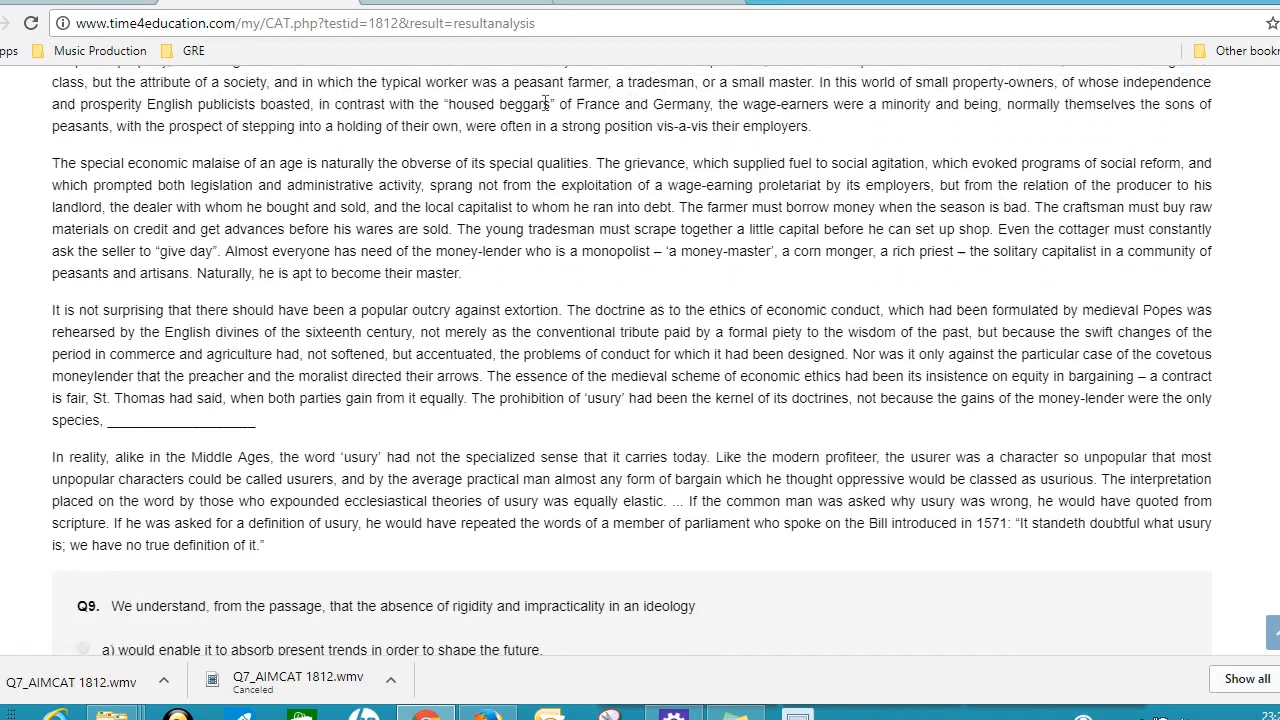 www.time4education.com/my/CAT.php?testid=1812&result=resultanalysis
pps Music Production GRE Other bookr
class, but the attribute of a society, and in which the typical worker was a peasant farmer, a tradesman, or a small master. In this world of small property-owners, of whose independence
and prosperity English publicists boasted, in contrast with the “housed beggars” of France and Germany, the wage-earners were a minority and being, normally themselves the sons of
peasants, with the prospect of stepping into a holding of their own, were often in a strong position vis-a-vis their employers.
The special economic malaise of an age is naturally the obverse of its special qualities. The grievance, which supplied fuel to social agitation, which evoked programs of social reform, and
which prompted both legislation and administrative activity, sprang not from the exploitation of a wage-earning proletariat by its employers, but from the relation of the producer to his
landlord, the dealer with whom he bought and sold, and the local capitalist to whom he ran into debt. The farmer must borrow money when the season is bad. The craftsman must buy raw
materials on credit and get advances before his wares are sold. The young tradesman must scrape together a little capital before he can set up shop. Even the cottager must constantly
ask the seller to “give day”. Almost everyone has need of the money-lender who is a monopolist – ‘a money-master’, a corn monger, a rich priest – the solitary capitalist in a community of
peasants and artisans. Naturally, he is apt to become their master.
It is not surprising that there should have been a popular outcry against extortion. The doctrine as to the ethics of economic conduct, which had been formulated by medieval Popes was
rehearsed by the English divines of the sixteenth century, not merely as the conventional tribute paid by a formal piety to the wisdom of the past, but because the swift changes of the
period in commerce and agriculture had, not softened, but accentuated, the problems of conduct for which it had been designed. Nor was it only against the particular case of the covetous
moneylender that the preacher and the moralist directed their arrows. The essence of the medieval scheme of economic ethics had been its insistence on equity in bargaining – a contract
is fair, St. Thomas had said, when both parties gain from it equally. The prohibition of ‘usury’ had been the kernel of its doctrines, not because the gains of the money-lender were the only
species, ___________________
In reality, alike in the Middle Ages, the word ‘usury’ had not the specialized sense that it carries today. Like the modern profiteer, the usurer was a character so unpopular that most
unpopular characters could be called usurers, and by the average practical man almost any form of bargain which he thought oppressive would be classed as usurious. The interpretation
placed on the word by those who expounded ecclesiastical theories of usury was equally elastic. ... If the common man was asked why usury was wrong, he would have quoted from
scripture. If he was asked for a definition of usury, he would have repeated the words of a member of parliament who spoke on the Bill introduced in 1571: “It standeth doubtful what usury
is; we have no true definition of it.”
Q9. We understand, from the passage, that the absence of rigidity and impracticality in an ideology
a) would enable it to absorb present trends in order to shape the future.
Q7_AIMCAT 1812.wmv Q7_AIMCAT 1812.wmv Show all
Canceled